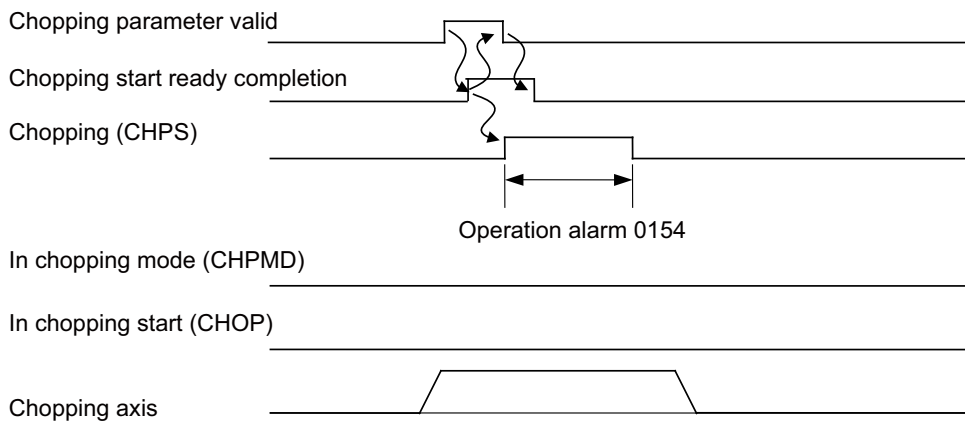 Chopping parameter valid
Chopping start ready completion
Chopping (CHPS)
Operation alarm 0154
In chopping mode (CHPMD)
In chopping start (CHOP)
Chopping axis